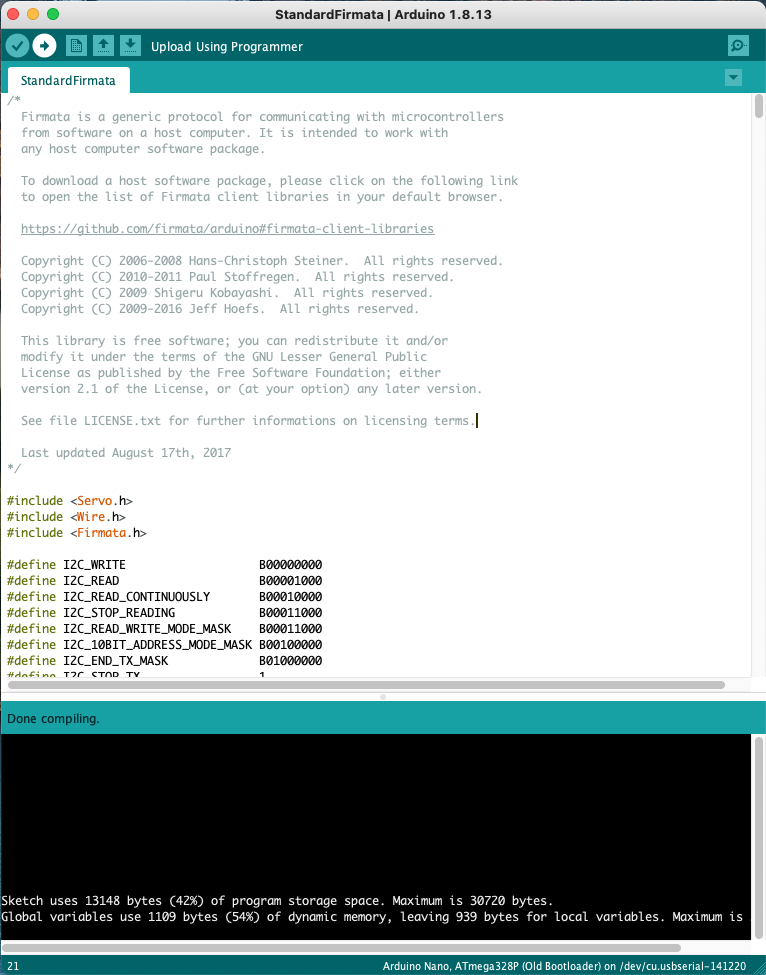 StandardFirmata | Arduino 1.8.13
Upload Using Programmer
StandardFirmata
/*
Firmata is a generic protocol for communicating with microcontrollers
from software on a host computer. It is intended to work with
any host computer software package.
To download a host software package, please click on the following link
to open the list of Firmata client libraries in your default browser.
https://github.com/firmata/arduino#firmata-client-libraries
Copyright (C) 2006-2008 Hans-Christoph Steiner.  All rights reserved.
Copyright (C) 2010-2011 Paul Stoffregen.  All rights reserved.
Copyright (C) 2009 Shigeru Kobayashi.  All rights reserved.
Copyright (C) 2009-2016 Jeff Hoefs.  All rights reserved.
This library is free software; you can redistribute it and/or
modify it under the terms of the GNU Lesser General Public
License as published by the Free Software Foundation; either
version 2.1 of the License, or (at your option) any later version.
See file LICENSE.txt for further informations on licensing terms.
Last updated August 17th, 2017
*/
#include <Servo.h>
#include <Wire.h>
#include <Firmata.h>
#define I2C_WRITE                   B00000000
#define I2C_READ                    B00001000
#define I2C_READ_CONTINUOUSLY       B00010000
#define I2C_STOP_READING            B00011000
#define I2C_READ_WRITE_MODE_MASK    B00011000
#define I2C_10BIT_ADDRESS_MODE_MASK B00100000
#define I2C_END_TX_MASK             B01000000
#define I2C_STOP_TX                 1
Done compiling.
Sketch uses 13148 bytes (42%) of program storage space. Maximum is 30720 bytes.
Global variables use 1109 bytes (54%) of dynamic memory, leaving 939 bytes for local variables. Maximum is
21
Arduino Nano, ATmega328P (Old Bootloader) on /dev/cu.usbserial-141220